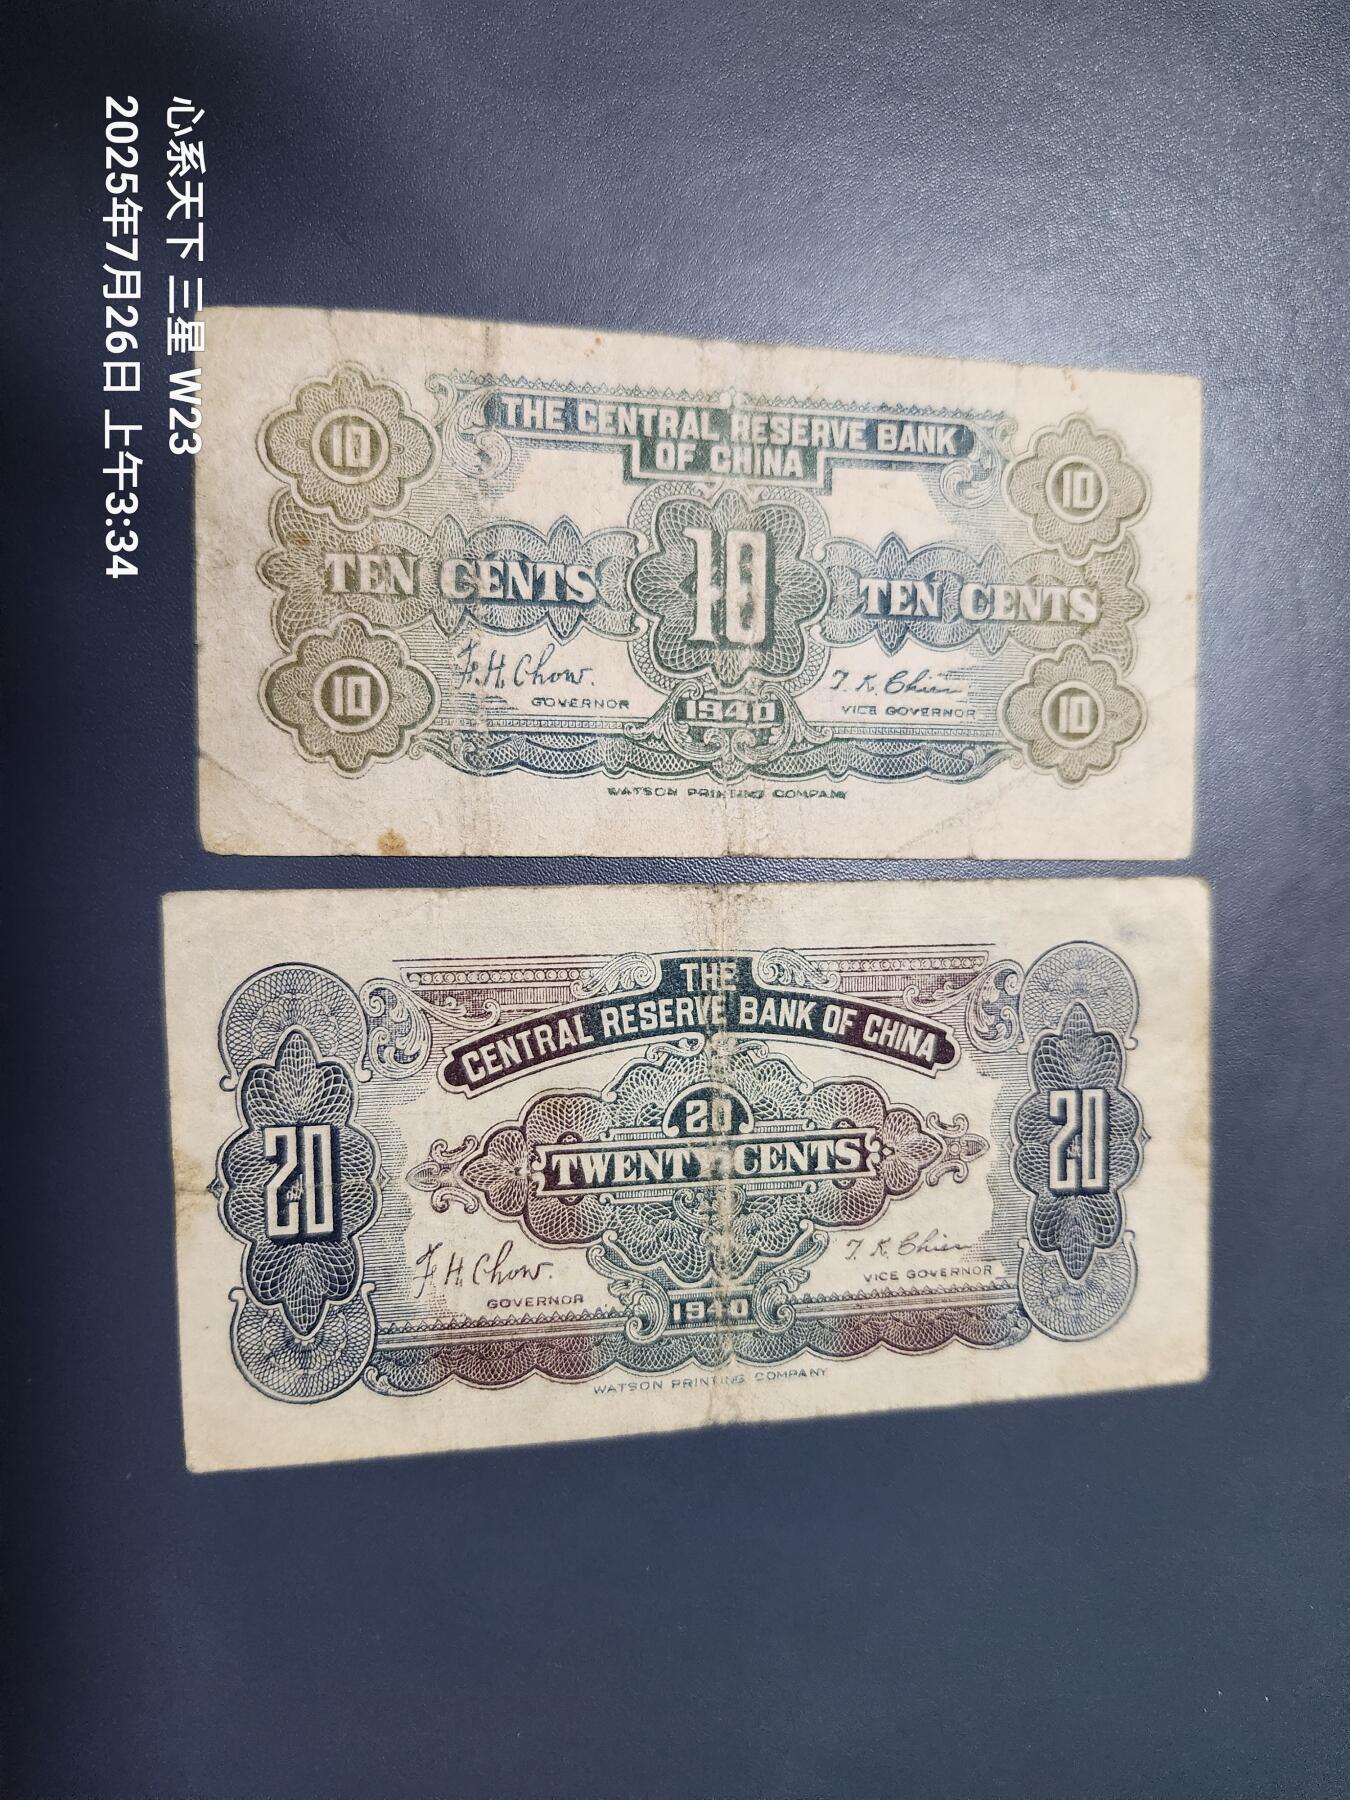 心系天下 三星 W23
2025年7月26日 上午3:34
THE CENTRAL RESERVE BANK
OF CHINA
10
10
TEN CENTS
10
TEN CENTS
F. H. Chow.
GOVERNOR
T. K. Chien
VICE GOVERNOR
10
1940
10
WATSON PRINTING COMPANY
THE
CENTRAL RESERVE BANK OF CHINA
20
20
20
TWENTY CENTS
F. H. Chow.
GOVERNOR
T. K. Chien
VICE GOVERNOR
1940
WATSON PRINTING COMPANY